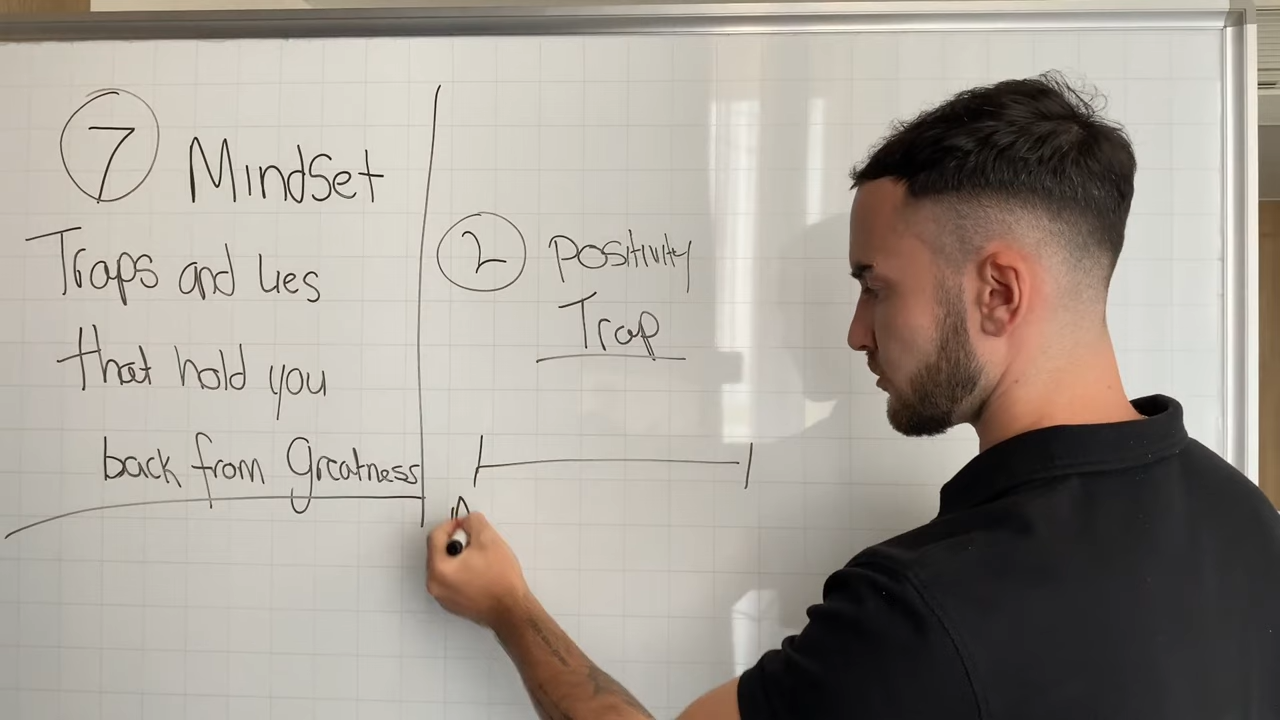 7 MindSet
Traps and lies
that hold you
back from Greatness
2 Positivity
Trap